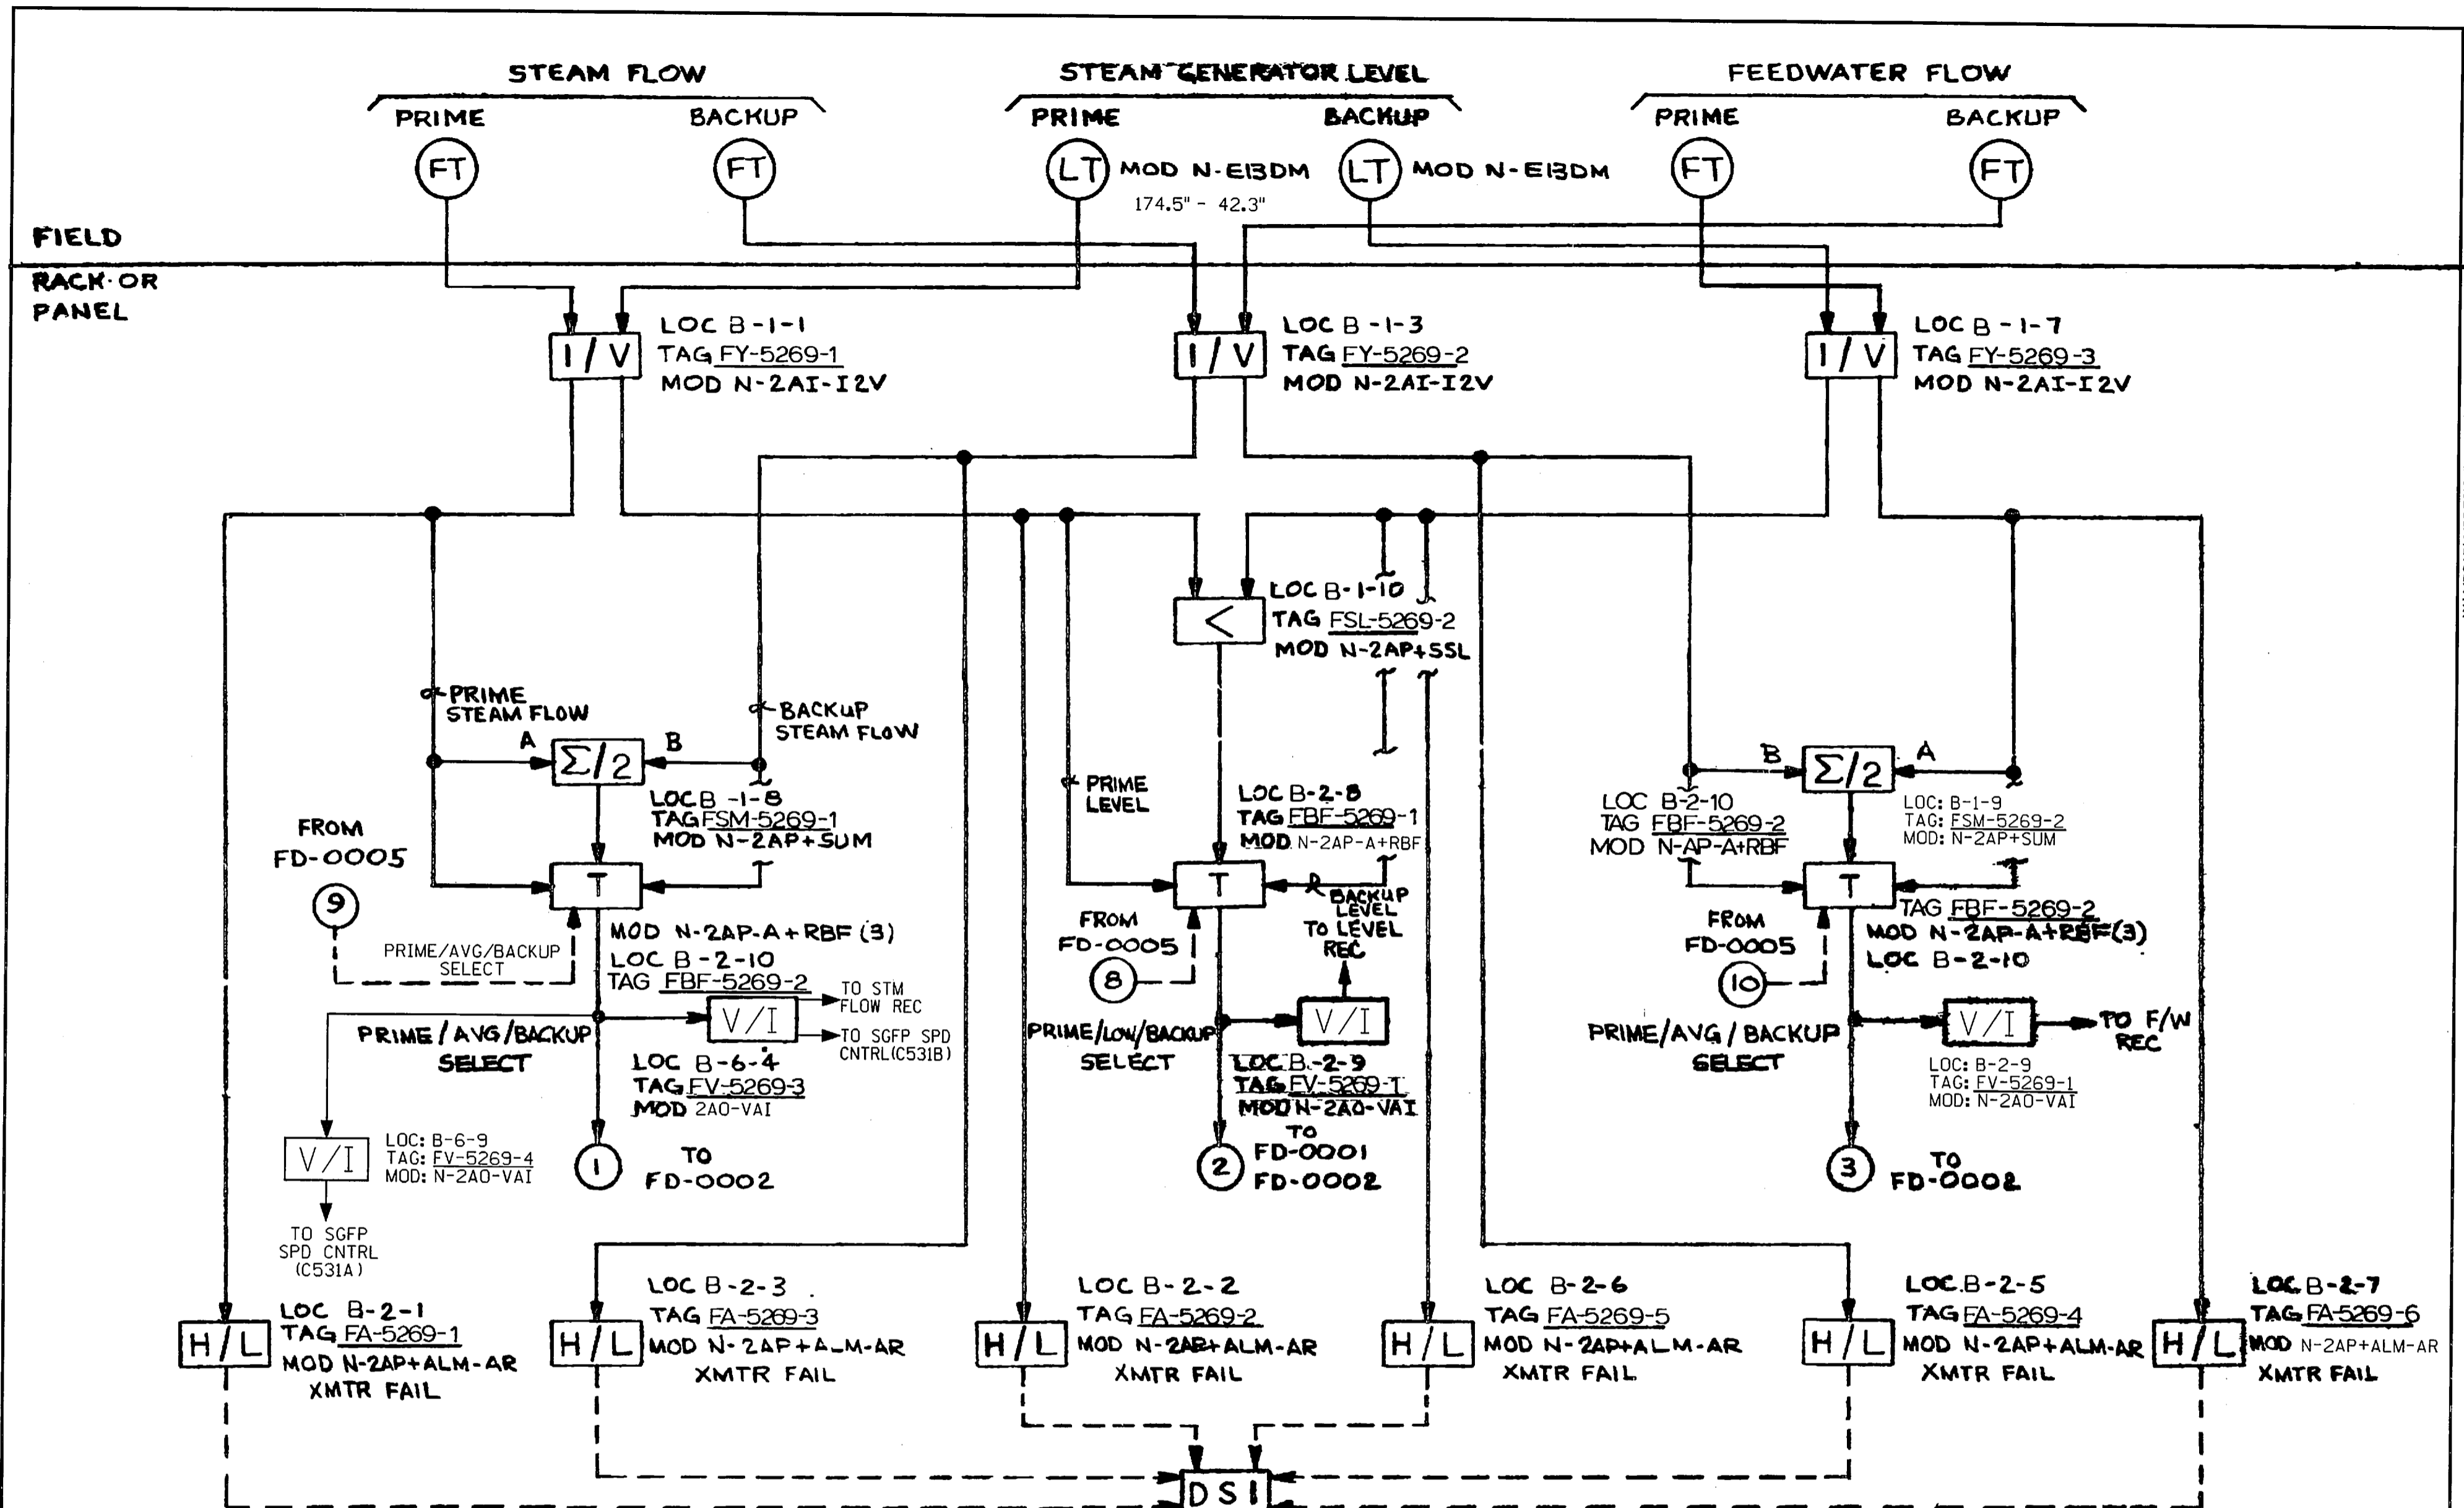 STEAM FLOW
PRIME
BACKUP
FT
FT
STEAM GENERATOR LEVEL
PRIME
BACKUP
LT
MOD N-E13DM
LT
MOD N-E13DM
174.5" - 42.3"
FEEDWATER FLOW
PRIME
BACKUP
FT
FT
FIELD
RACK OR
PANEL
I/V
LOC B-1-1
TAG FY-5269-1
MOD N-2AI-I2V
I/V
LOC B-1-3
TAG FY-5269-2
MOD N-2AI-I2V
I/V
LOC B-1-7
TAG FY-5269-3
MOD N-2AI-I2V
<
LOC B-1-10
TAG FSL-5269-2
MOD N-2AP+SSL
PRIME
STEAM FLOW
BACKUP
STEAM FLOW
A
Σ/2
B
LOC B-1-8
TAG FSM-5269-1
MOD N-2AP+SUM
FROM
FD-0005
9
PRIME/AVG/BACKUP
SELECT
T
MOD N-2AP-A+RBF (3)
LOC B-2-10
TAG FBF-5269-2
PRIME/AVG/BACKUP
SELECT
V/I
TO STM
FLOW REC
TO SGFP SPD
CNTRL(C531B)
LOC B-6-4
TAG FV-5269-3
MOD 2AO-VAI
V/I
LOC: B-6-9
TAG: FV-5269-4
MOD: N-2AO-VAI
TO SGFP
SPD CNTRL
(C531A)
1
TO
FD-0002
PRIME
LEVEL
LOC B-2-8
TAG FBF-5269-1
MOD N-2AP-A+RBF
T
BACKUP
LEVEL
FROM
FD-0005
8
TO LEVEL
REC
PRIME/LOW/BACKUP
SELECT
V/I
LOC B-2-9
TAG FV-5269-1
MOD N-2AO-VAI
2
TO
FD-0001
FD-0002
B
Σ/2
A
LOC B-2-10
TAG FBF-5269-2
MOD N-AP-A+RBF
LOC: B-1-9
TAG: FSM-5269-2
MOD: N-2AP+SUM
T
FROM
FD-0005
10
TAG FBF-5269-2
MOD N-2AP-A+RBF(3)
LOC B-2-10
PRIME/AVG/BACKUP
SELECT
V/I
TO F/W
REC
LOC: B-2-9
TAG: FV-5269-1
MOD: N-2AO-VAI
3
TO
FD-0002
H/L
LOC B-2-1
TAG FA-5269-1
MOD N-2AP+ALM-AR
XMTR FAIL
H/L
LOC B-2-3
TAG FA-5269-3
MOD N-2AP+ALM-AR
XMTR FAIL
H/L
LOC B-2-2
TAG FA-5269-2
MOD N-2AP+ALM-AR
XMTR FAIL
H/L
LOC B-2-6
TAG FA-5269-5
MOD N-2AP+ALM-AR
XMTR FAIL
H/L
LOC B-2-5
TAG FA-5269-4
MOD N-2AP+ALM-AR
XMTR FAIL
H/L
LOC B-2-7
TAG FA-5269-6
MOD N-2AP+ALM-AR
XMTR FAIL
DSI